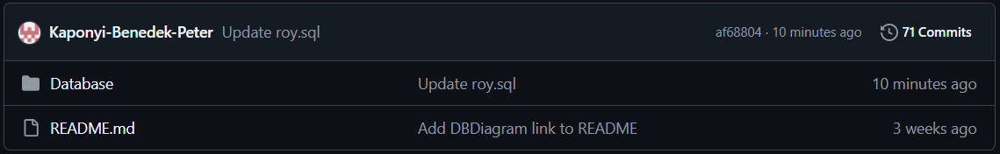 Kaponyi-Benedek-Peter Update roy.sql af68804 · 10 minutes ago 71 Commits
Database Update roy.sql 10 minutes ago
README.md Add DBDiagram link to README 3 weeks ago